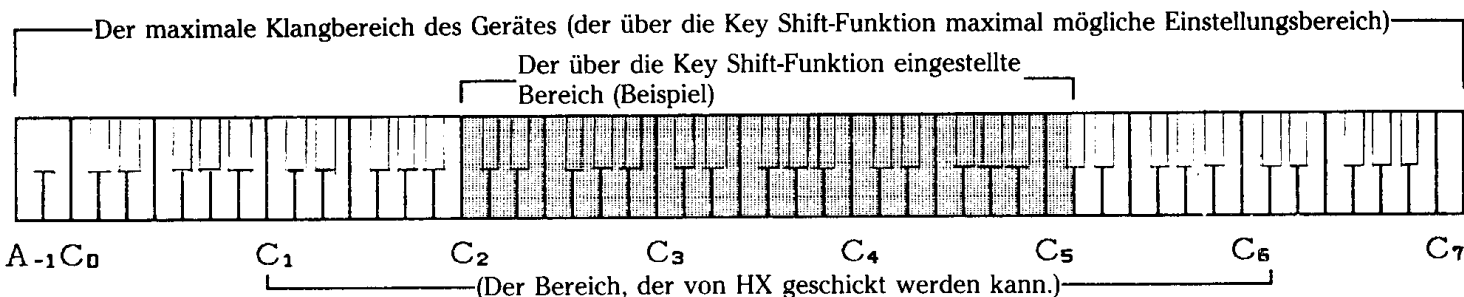 Der maximale Klangbereich des Gerätes (der über die Key Shift-Funktion maximal mögliche Einstellungsbereich)
Der über die Key Shift-Funktion eingestellte
Bereich (Beispiel)
A-1 C0 C1 C2 C3 C4 C5 C6 C7
(Der Bereich, der von HX geschickt werden kann.)